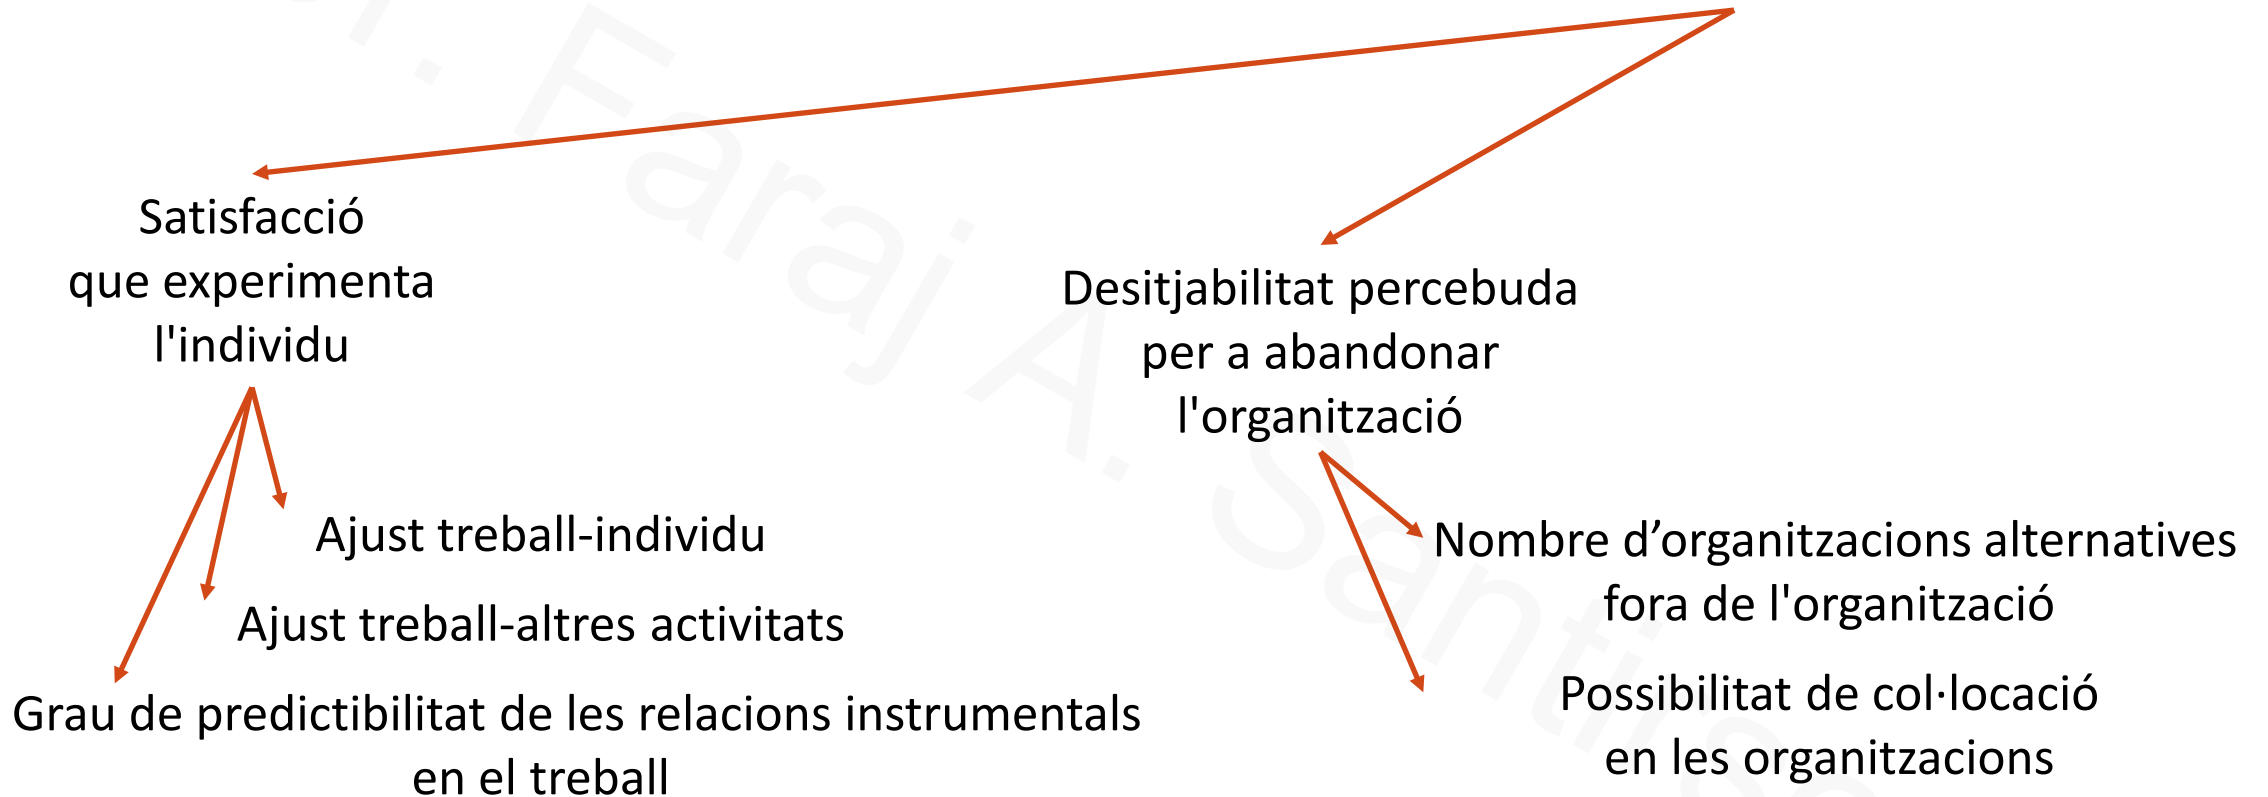 Satisfacció
que experimenta
l'individu
Desitjabilitat percebuda
per a abandonar
l'organització
Ajust treball-individu
Ajust treball-altres activitats
Grau de predictibilitat de les relacions instrumentals
en el treball
Nombre d’organitzacions alternatives
fora de l'organització
Possibilitat de col·locació
en les organitzacions
Faraj A.